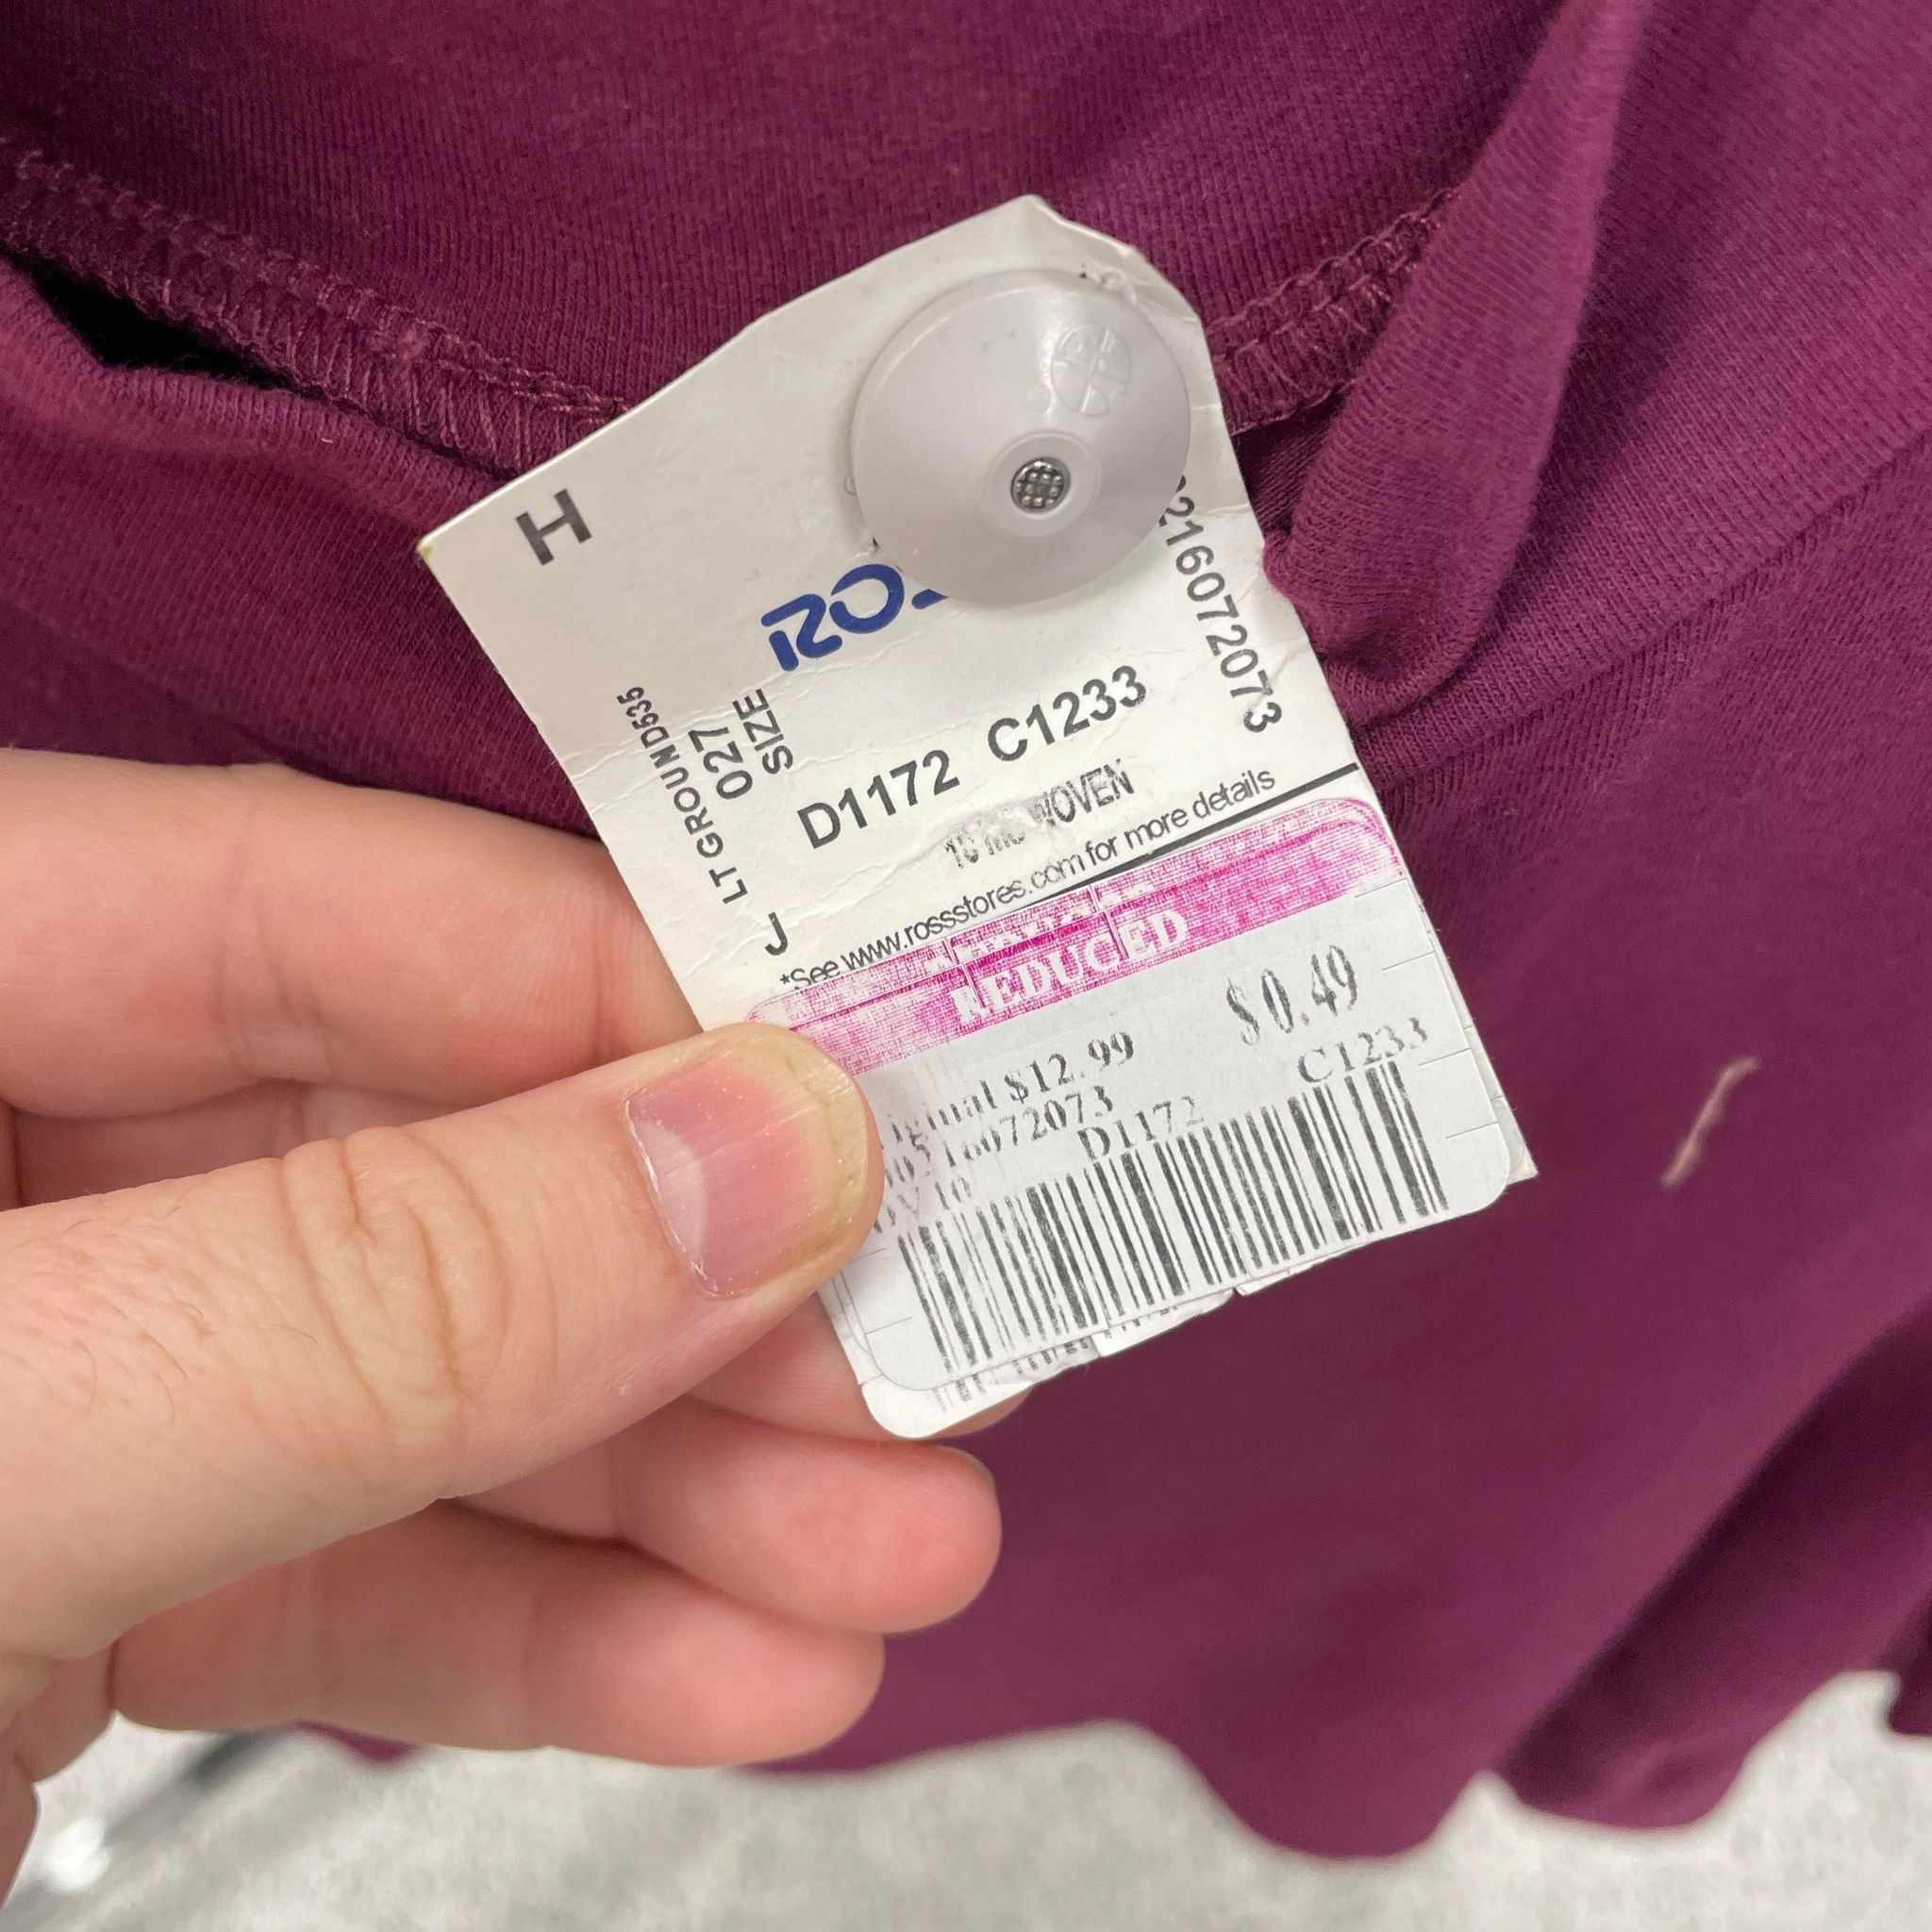 H
D1172 C1233
WOVEN
*See www.rossstores.com for more details
J
LT GROUND535
027
SIZE
216072073
REDUCED
$0.49
$12.99
C1233
D1172